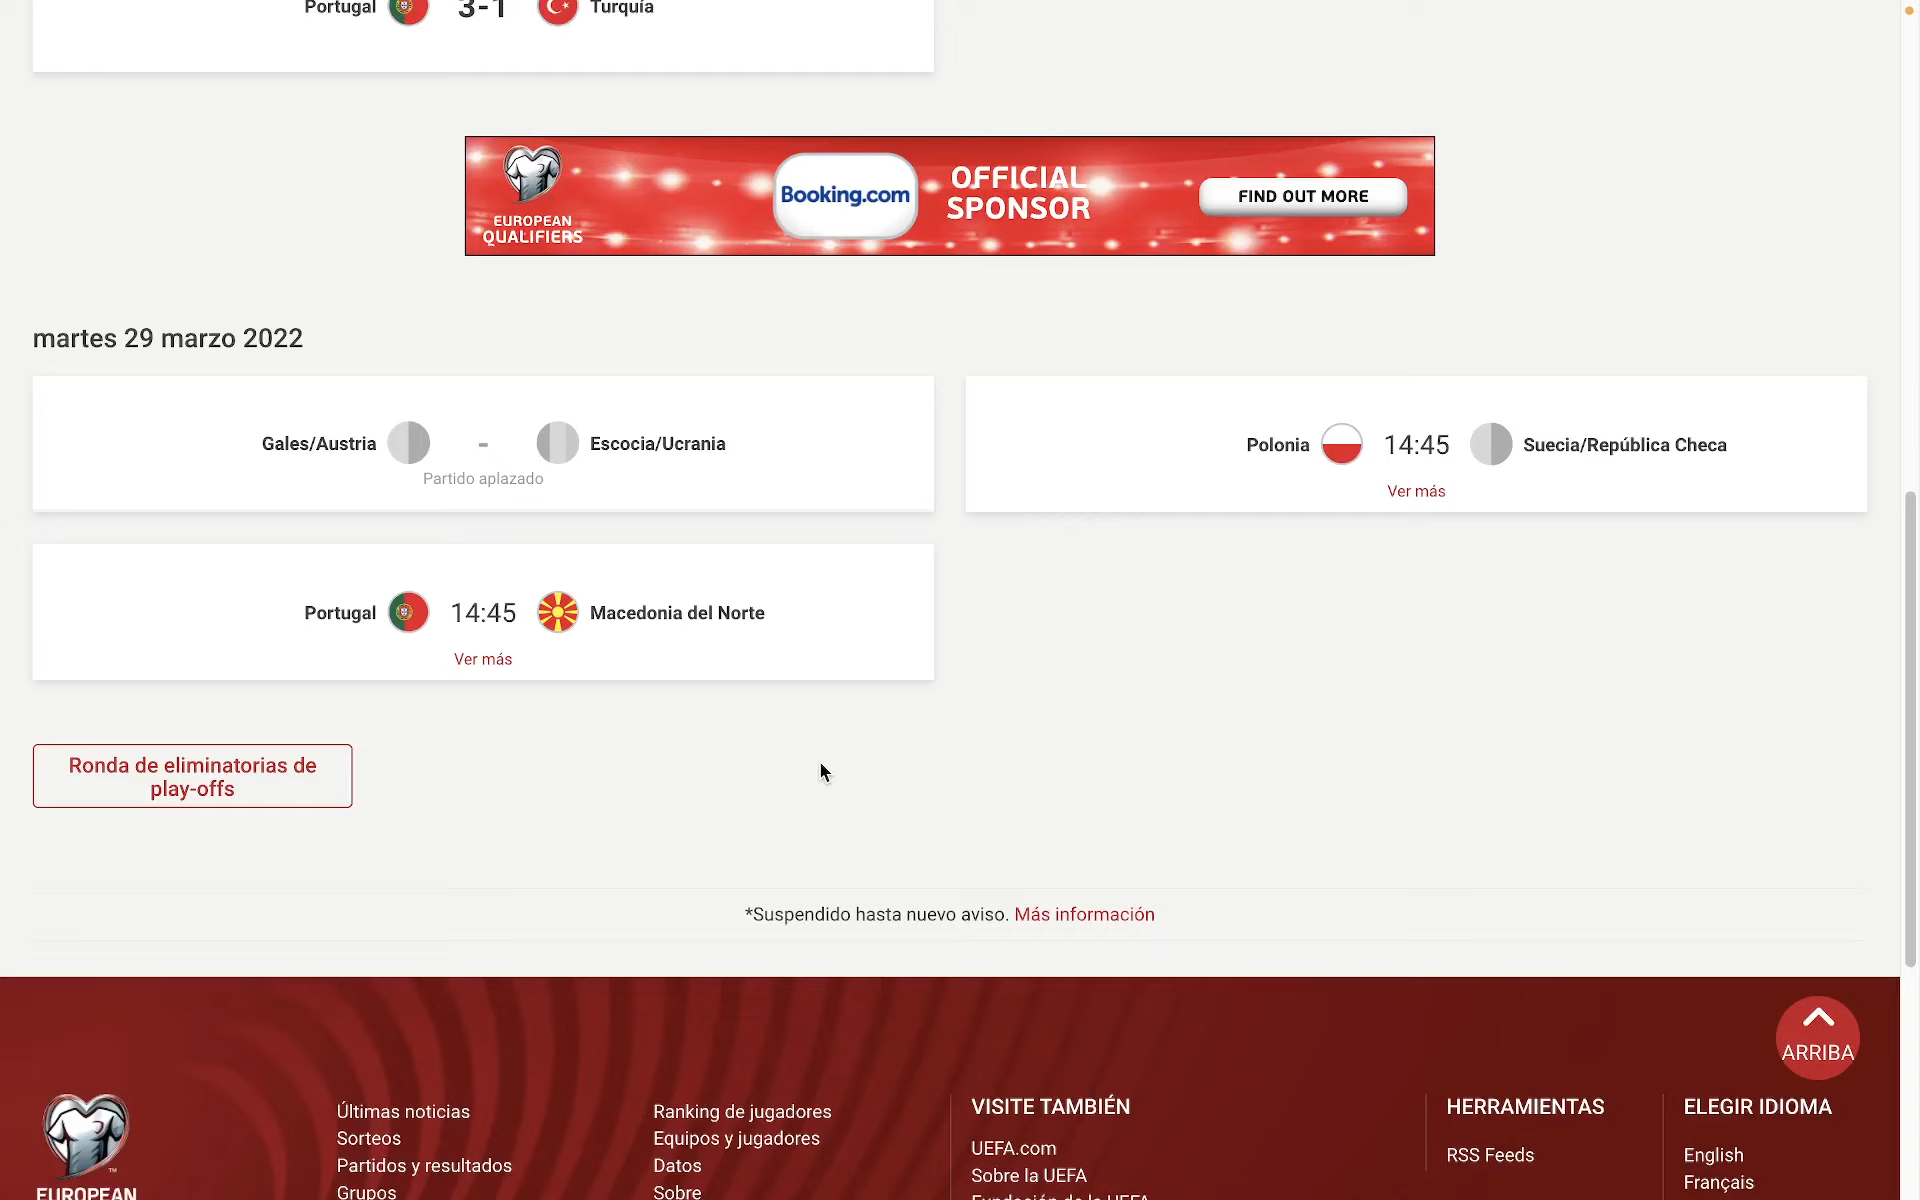 Portugal 3-1 Turquía
EUROPEAN
QUALIFIERS
Booking.com
OFFICIAL
SPONSOR
FIND OUT MORE
martes 29 marzo 2022
Gales/Austria - Escocia/Ucrania
Partido aplazado
Polonia 14:45 Suecia/República Checa
Ver más
Portugal 14:45 Macedonia del Norte
Ver más
Ronda de eliminatorias de
play-offs
*Suspendido hasta nuevo aviso. Más información
ARRIBA
EUROPEAN
Últimas noticias
Sorteos
Partidos y resultados
Grupos
Ranking de jugadores
Equipos y jugadores
Datos
Sobre
VISITE TAMBIÉN
UEFA.com
Sobre la UEFA
Fundación de la UEFA
HERRAMIENTAS
RSS Feeds
ELEGIR IDIOMA
English
Français